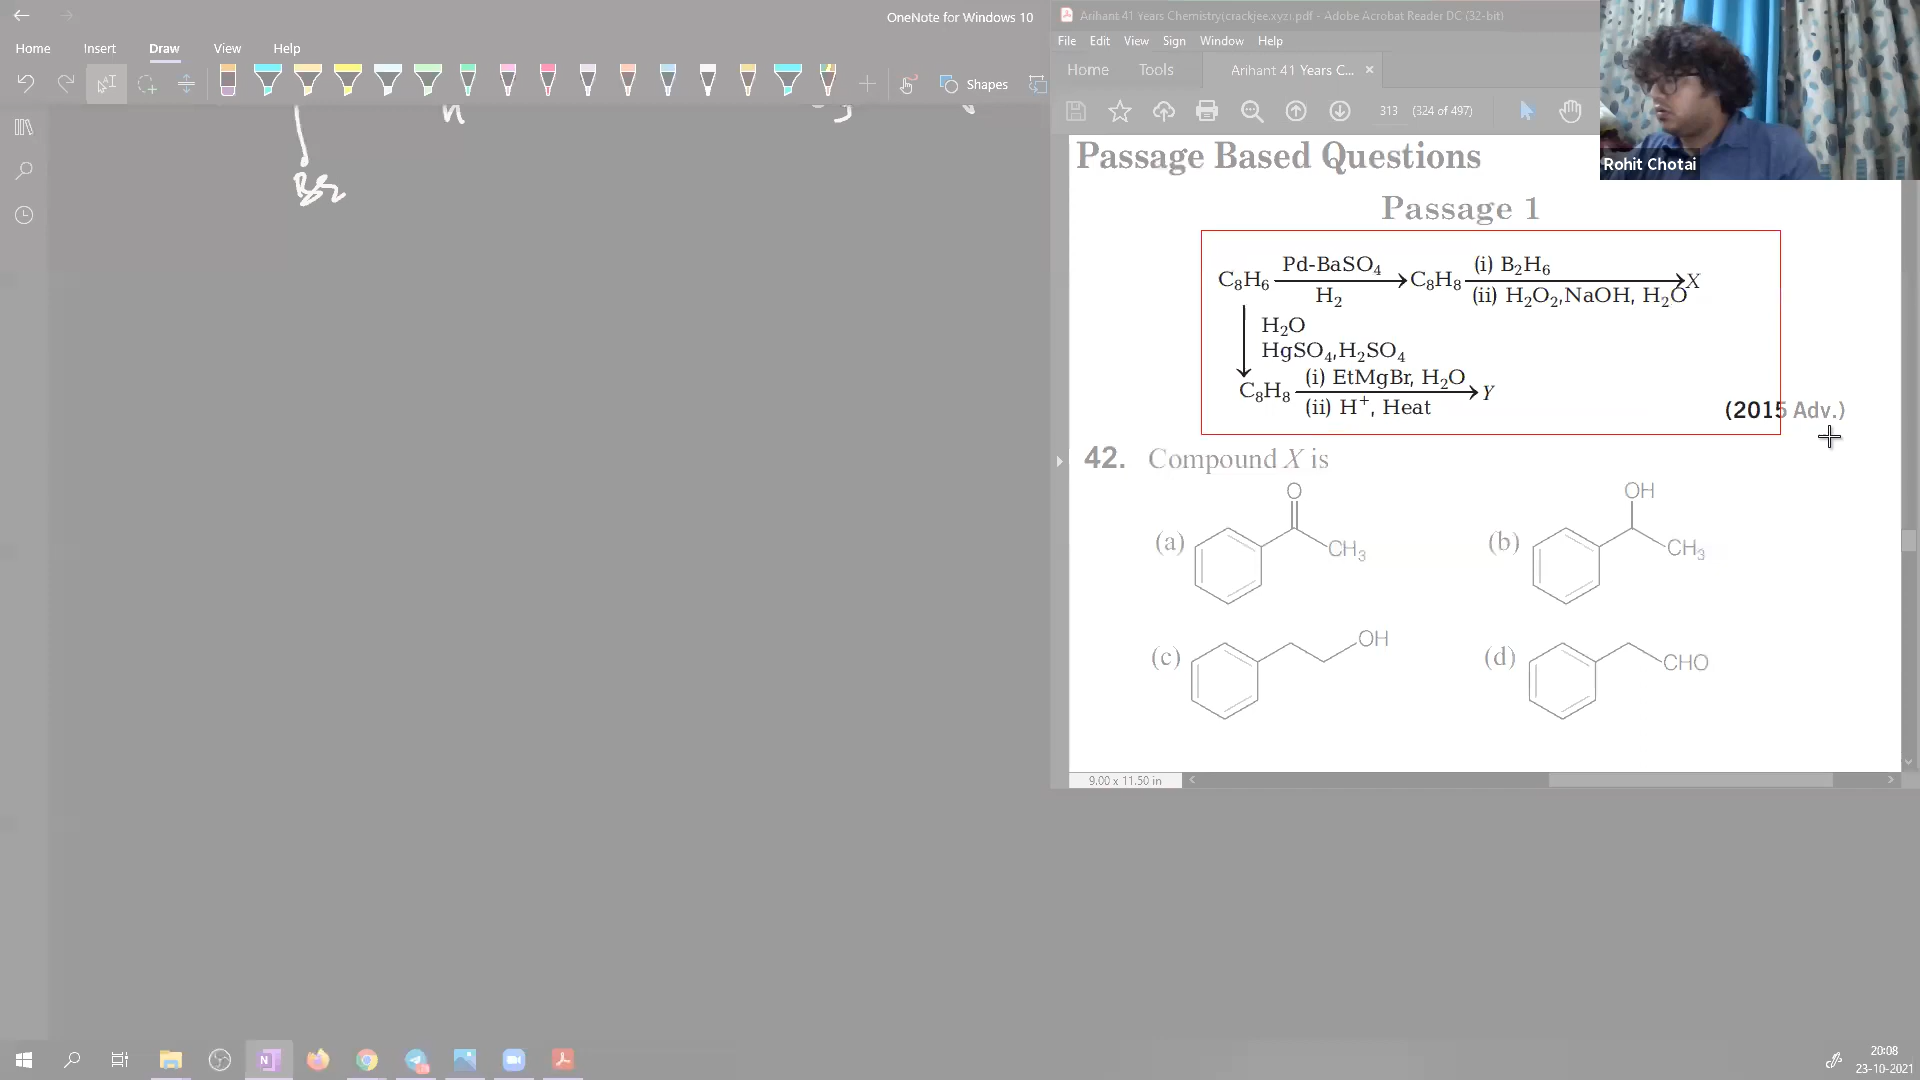 OneNote for Windows 10
Home Insert Draw View Help
Shapes
Br
Arihant 41 Years Chemistry(crackjee.xyz).pdf - Adobe Acrobat Reader DC (32-bit)
File Edit View Sign Window Help
Home Tools Arihant 41 Years C... ×
313 (324 of 497)
Rohit Chotai
Passage Based Questions
Passage 1
C8H6 Pd-BaSO4 H2 C8H8 (i) B2H6 (ii) H2O2,NaOH, H2O X
H2O
HgSO4,H2SO4
C8H8 (i) EtMgBr, H2O (ii) H+, Heat Y
(2015 Adv.)
42. Compound X is
(a) O CH3
(b) OH CH3
(c) OH
(d) CHO
9.00 x 11.50 in
20:08
23-10-2021